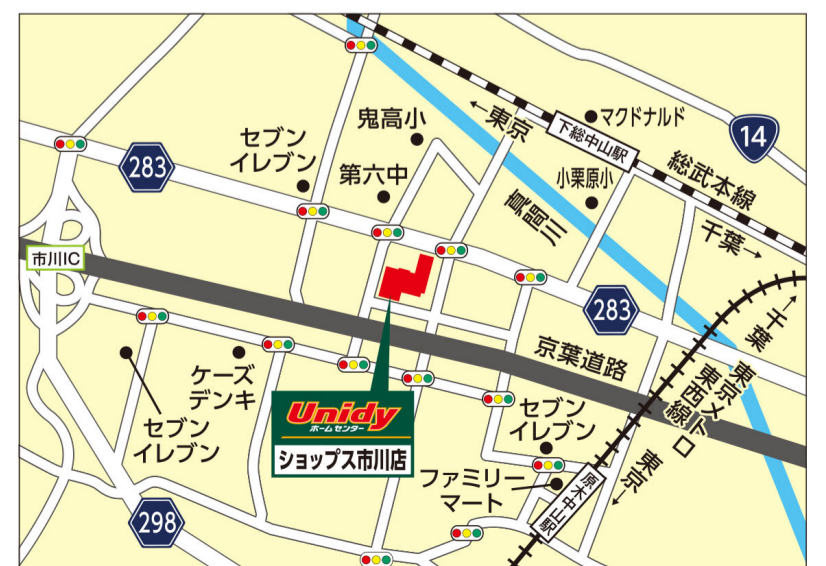 マクドナルド
鬼高小
←東京
14
下総中山駅
セブン
イレブン
283
総武本線
第六中
小栗原小
真間川
千葉→
市川IC
283
←千葉
京葉道路
ケーズ
デンキ
東京メトロ
東西線
セブン
イレブン
Unidy
ホームセンター
ショップス市川店
セブン
イレブン
東京→
ファミリー
マート
原木中山駅
298